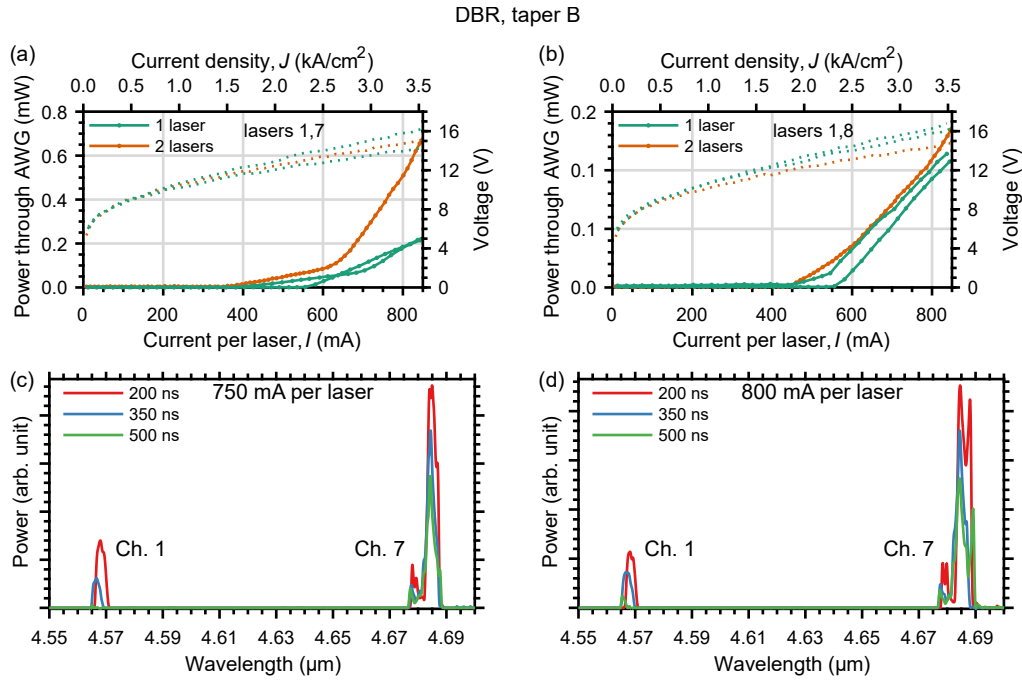 DBR, taper B
(a)
Current density, J (kA/cm²)
0.0 0.5 1.0 1.5 2.0 2.5 3.0 3.5
Power through AWG (mW)
0.8
0.6
0.4
0.2
0.0
1 laser
2 lasers
lasers 1,7
16
12
8
4
0
Voltage (V)
0 200 400 600 800
Current per laser, I (mA)
(b)
Current density, J (kA/cm²)
0.0 0.5 1.0 1.5 2.0 2.5 3.0 3.5
Power through AWG (mW)
0.2
0.1
0.1
0.0
1 laser
2 lasers
lasers 1,8
16
12
8
4
0
Voltage (V)
0 200 400 600 800
Current per laser, I (mA)
(c)
Power (arb. unit)
200 ns
350 ns
500 ns
750 mA per laser
Ch. 1
Ch. 7
4.55 4.57 4.59 4.61 4.63 4.65 4.67 4.69
Wavelength (μm)
(d)
Power (arb. unit)
200 ns
350 ns
500 ns
800 mA per laser
Ch. 1
Ch. 7
4.55 4.57 4.59 4.61 4.63 4.65 4.67 4.69
Wavelength (μm)